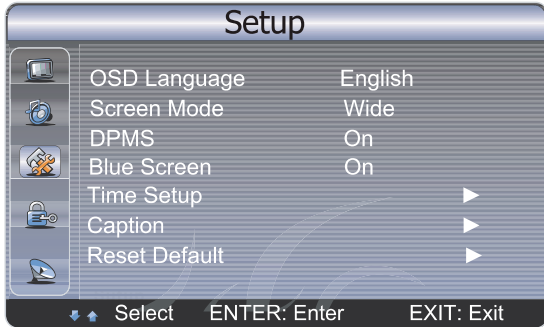 Setup
OSD Language English
Screen Mode Wide
DPMS On
Blue Screen On
Time Setup
Caption
Reset Default
Select ENTER: Enter EXIT: Exit